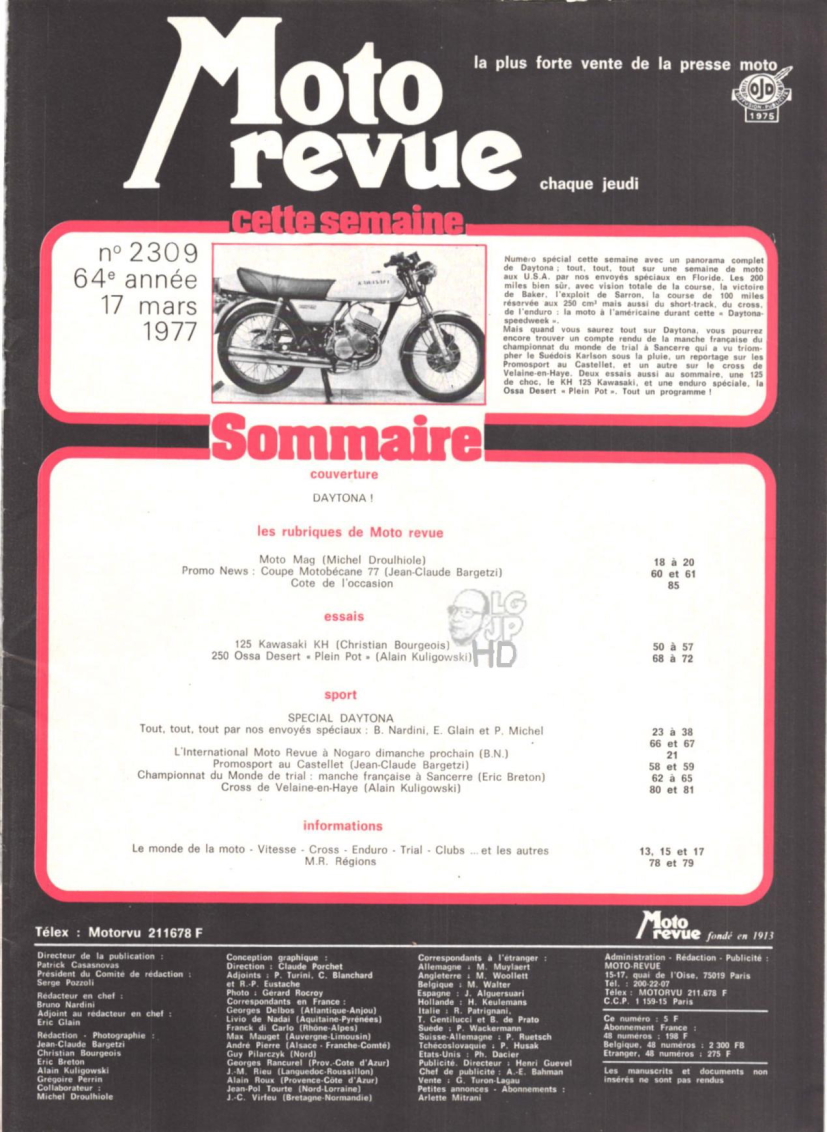 Moto revue
la plus forte vente de la presse moto
OJD
1975
chaque jeudi
cette semaine
nº 2309
64e année
17 mars
1977
Numéro spécial cette semaine avec un panorama complet
de Daytona ; tout, tout, tout sur une semaine de moto
aux U.S.A. par nos envoyés spéciaux en Floride. Les 200
miles bien sûr, avec vision totale de la course, la victoire
de Baker, l'exploit de Sarron, la course de 100 miles
réservée aux 250 cm³ mais aussi du short-track, du cross,
de l'enduro : la moto à l'américaine durant cette « Daytona-
speedweek ».
Mais quand vous saurez tout sur Daytona, vous pourrez
encore trouver un compte rendu de la manche française du
championnat du monde de trial à Sancerre qui a vu triom-
pher le Suédois Karlson sous la pluie, un reportage sur les
Promosport au Castellet, et un autre sur le cross de
Velaine-en-Haye. Deux essais aussi au sommaire, une 125
de choc, le KH 125 Kawasaki, et une enduro spéciale, la
Ossa Desert « Plein Pot ». Tout un programme !
Sommaire
couverture
DAYTONA !
les rubriques de Moto revue
Moto Mag (Michel Droulhiole) 18 à 20
Promo News : Coupe Motobécane 77 (Jean-Claude Bargetzi) 60 et 61
Cote de l'occasion 85
essais
125 Kawasaki KH (Christian Bourgeois) 50 à 57
250 Ossa Desert « Plein Pot » (Alain Kuligowski) 68 à 72
LG
JP
HD
sport
SPECIAL DAYTONA
Tout, tout, tout par nos envoyés spéciaux : B. Nardini, E. Glain et P. Michel 23 à 38
66 et 67
L'International Moto Revue à Nogaro dimanche prochain (B.N.) 21
Promosport au Castellet (Jean-Claude Bargetzi) 58 et 59
Championnat du Monde de trial : manche française à Sancerre (Eric Breton) 62 à 65
Cross de Velaine-en-Haye (Alain Kuligowski) 80 et 81
informations
Le monde de la moto - Vitesse - Cross - Enduro - Trial - Clubs ... et les autres 13, 15 et 17
M.R. Régions 78 et 79
Télex : Motorvu 211678 F
Moto revue fondé en 1913
Directeur de la publication :
Patrick Casasnovas
Président du Comité de rédaction :
Serge Pozzoli
Rédacteur en chef :
Bruno Nardini
Adjoint au rédacteur en chef :
Eric Glain
Rédaction - Photographie :
Jean-Claude Bargetzi
Christian Bourgeois
Eric Breton
Alain Kuligowski
Gregoire Perrin
Collaborateur :
Michel Droulhiole
Conception graphique :
Direction : Claude Porchet
Adjoints : P. Turini, C. Blanchard
et R.-P. Eustache
Photo : Gérard Rocroy
Correspondants en France :
Georges Delbos (Atlantique-Anjou)
Livio de Nadai (Aquitaine-Pyrénées)
Franck di Carlo (Rhône-Alpes)
Max Mauget (Auvergne-Limousin)
André Pierre (Alsace - Franche-Comté)
Guy Pilarczyk (Nord)
Georges Rancurel (Prov.-Cote d'Azur)
J.-M. Rieu (Languedoc-Roussillon)
Alain Roux (Provence-Côte d'Azur)
Jean-Pol Tourte (Nord-Lorraine)
J.-C. Virfeu (Bretagne-Normandie)
Correspondants à l'étranger :
Allemagne : M. Muylaert
Angleterre : M. Woollett
Belgique : M. Walter
Espagne : J. Alguersuari
Hollande : H. Keulemans
Italie : R. Patrignani,
T. Gentilucci et B. de Prato
Suède : P. Wackermann
Suisse-Allemagne : P. Ruetsch
Tchécoslovaquie : P. Husak
Etats-Unis : Ph. Dacier
Publicité. Directeur : Henri Guevel
Chef de publicité : A.-E. Bahman
Vente : G. Turon-Lagau
Petites annonces - Abonnements :
Arlette Mitrani
Administration - Rédaction - Publicité :
MOTO-REVUE
15-17, quai de l'Oise, 75019 Paris
Tél. : 200-22-07
Télex : MOTORVU 211.678 F
C.C.P. 1 159-15 Paris
Ce numéro : 5 F
Abonnement France :
48 numéros : 198 F
Belgique, 48 numéros : 2 300 FB
Etranger, 48 numéros : 275 F
Les manuscrits et documents non
insérés ne sont pas rendus